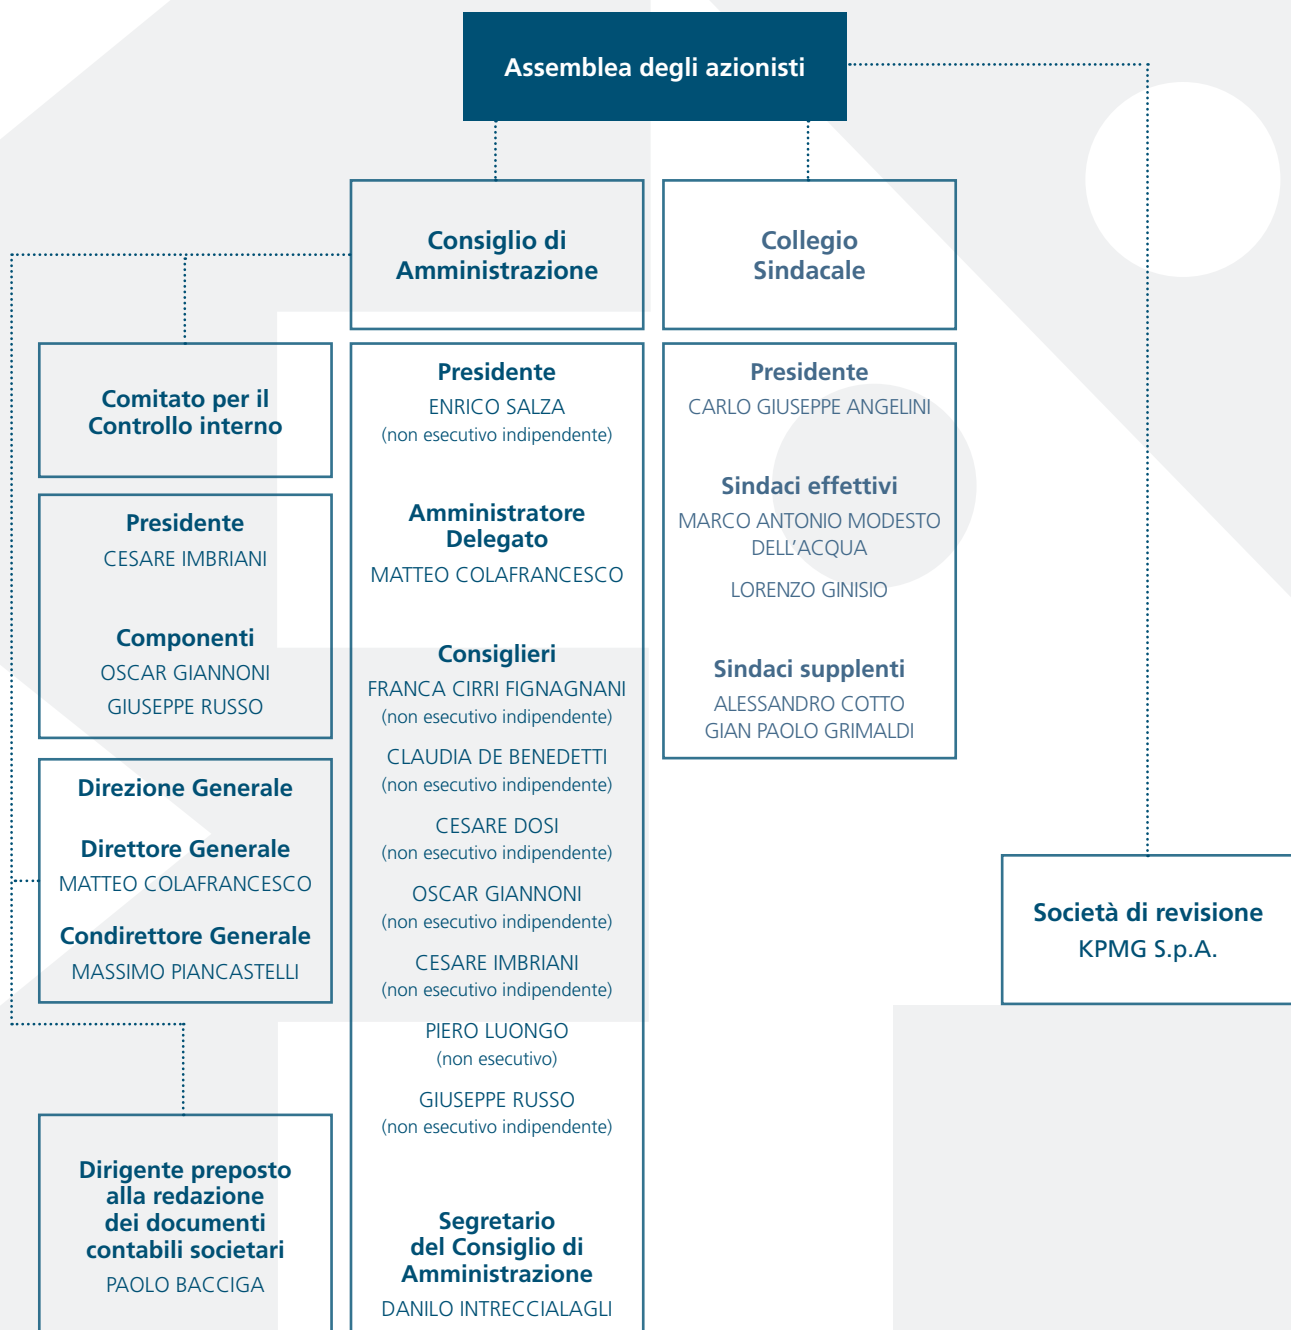 Assemblea degli azionisti
Consiglio di
Amministrazione
Collegio
Sindacale
Comitato per il
Controllo interno
Presidente
CESARE IMBRIANI
Componenti
OSCAR GIANNONI
GIUSEPPE RUSSO
Direzione Generale
Direttore Generale
MATTEO COLAFRANCESCO
Condirettore Generale
MASSIMO PIANCASTELLI
Dirigente preposto
alla redazione
dei documenti
contabili societari
PAOLO BACCIGA
Presidente
ENRICO SALZA
(non esecutivo indipendente)
Amministratore
Delegato
MATTEO COLAFRANCESCO
Consiglieri
FRANCA CIRRI FIGNAGNANI
(non esecutivo indipendente)
CLAUDIA DE BENEDETTI
(non esecutivo indipendente)
CESARE DOSI
(non esecutivo indipendente)
OSCAR GIANNONI
(non esecutivo indipendente)
CESARE IMBRIANI
(non esecutivo indipendente)
PIERO LUONGO
(non esecutivo)
GIUSEPPE RUSSO
(non esecutivo indipendente)
Segretario
del Consiglio di
Amministrazione
DANILO INTRECCIALAGLI
Presidente
CARLO GIUSEPPE ANGELINI
Sindaci effettivi
MARCO ANTONIO MODESTO
DELL’ACQUA
LORENZO GINISIO
Sindaci supplenti
ALESSANDRO COTTO
GIAN PAOLO GRIMALDI
Società di revisione
KPMG S.p.A.